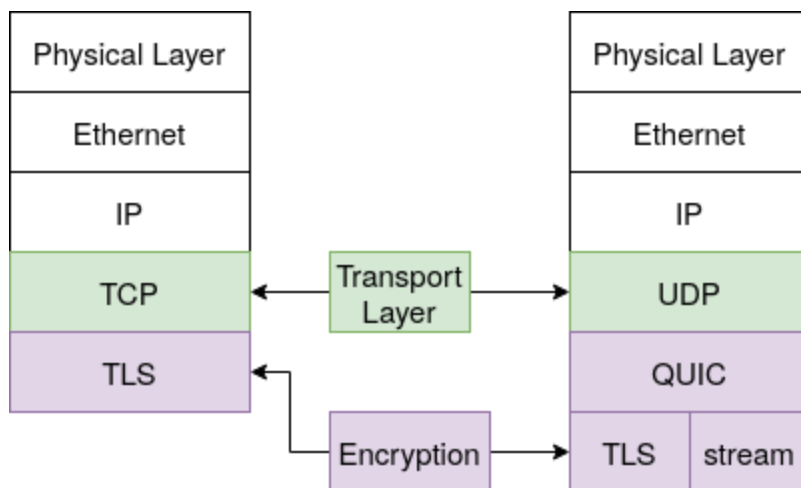 Physical Layer
Physical Layer
Ethernet
Ethernet
IP
IP
TCP
Transport
Layer
UDP
TLS
QUIC
Encryption
TLS
stream